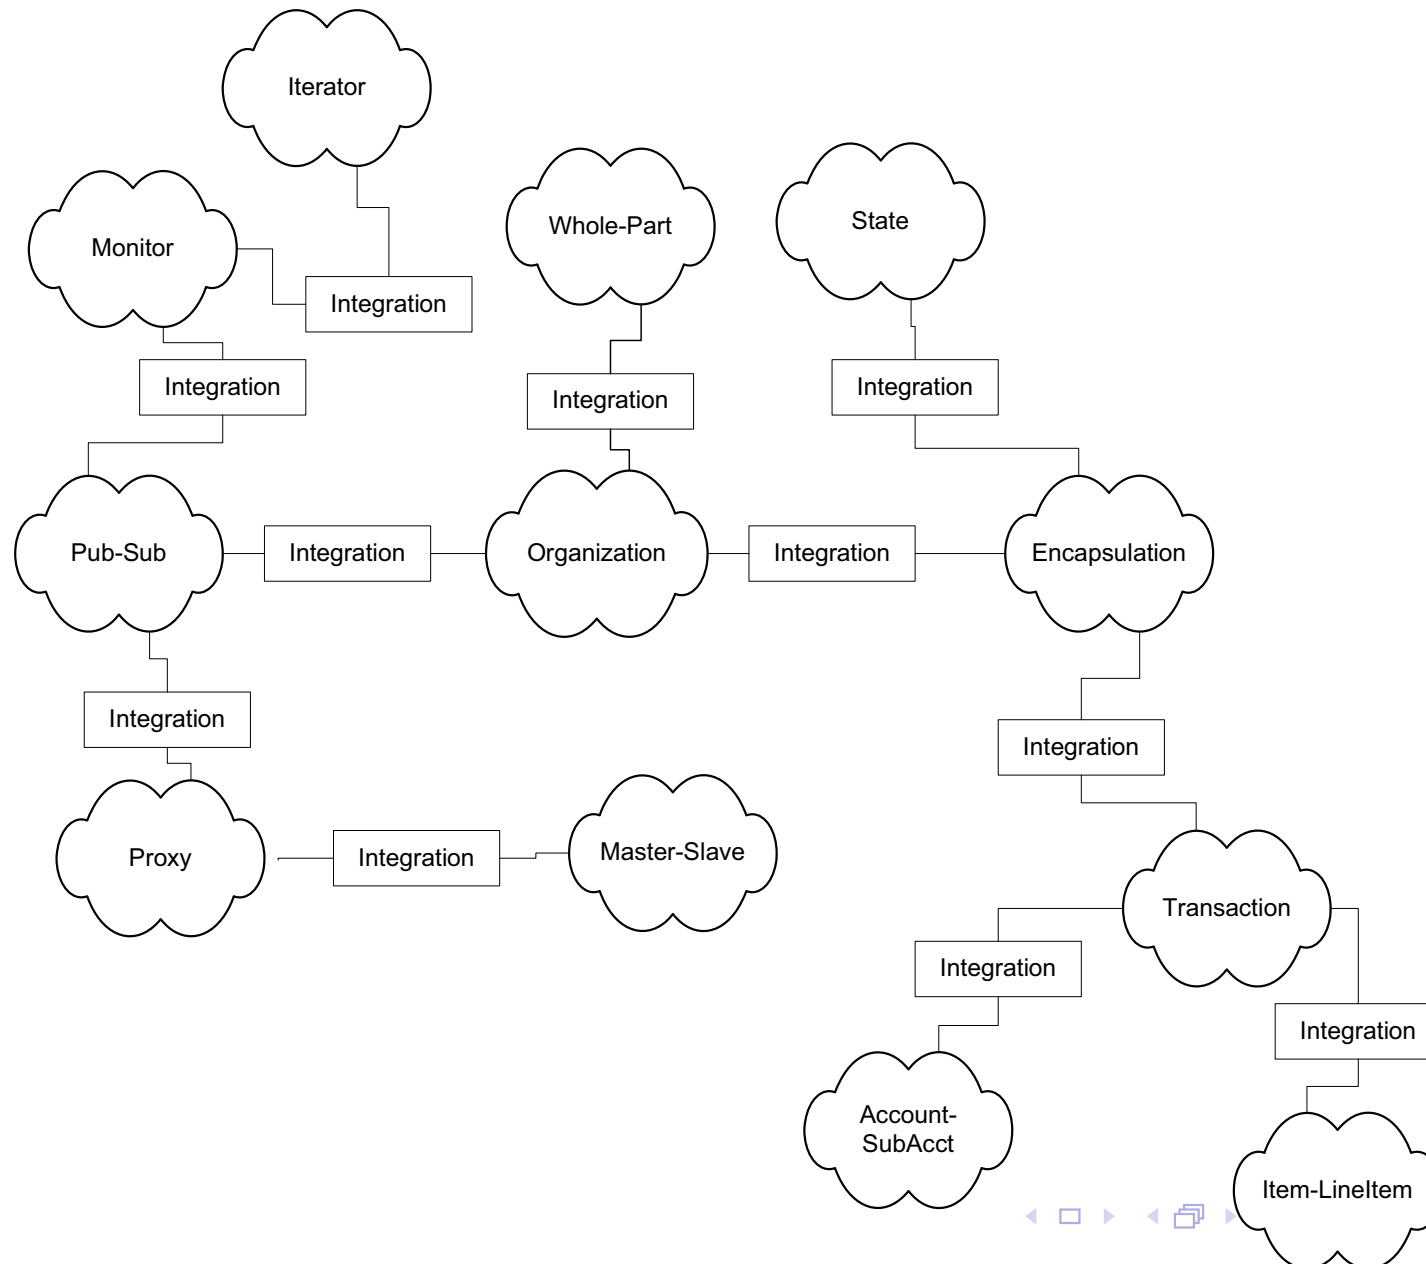 Iterator
Whole-Part
State
Monitor
Integration
Integration
Integration
Integration
Pub-Sub
Integration
Organization
Integration
Encapsulation
Integration
Integration
Proxy
Integration
Master-Slave
Transaction
Integration
Integration
Account-
SubAcct
Item-LineItem